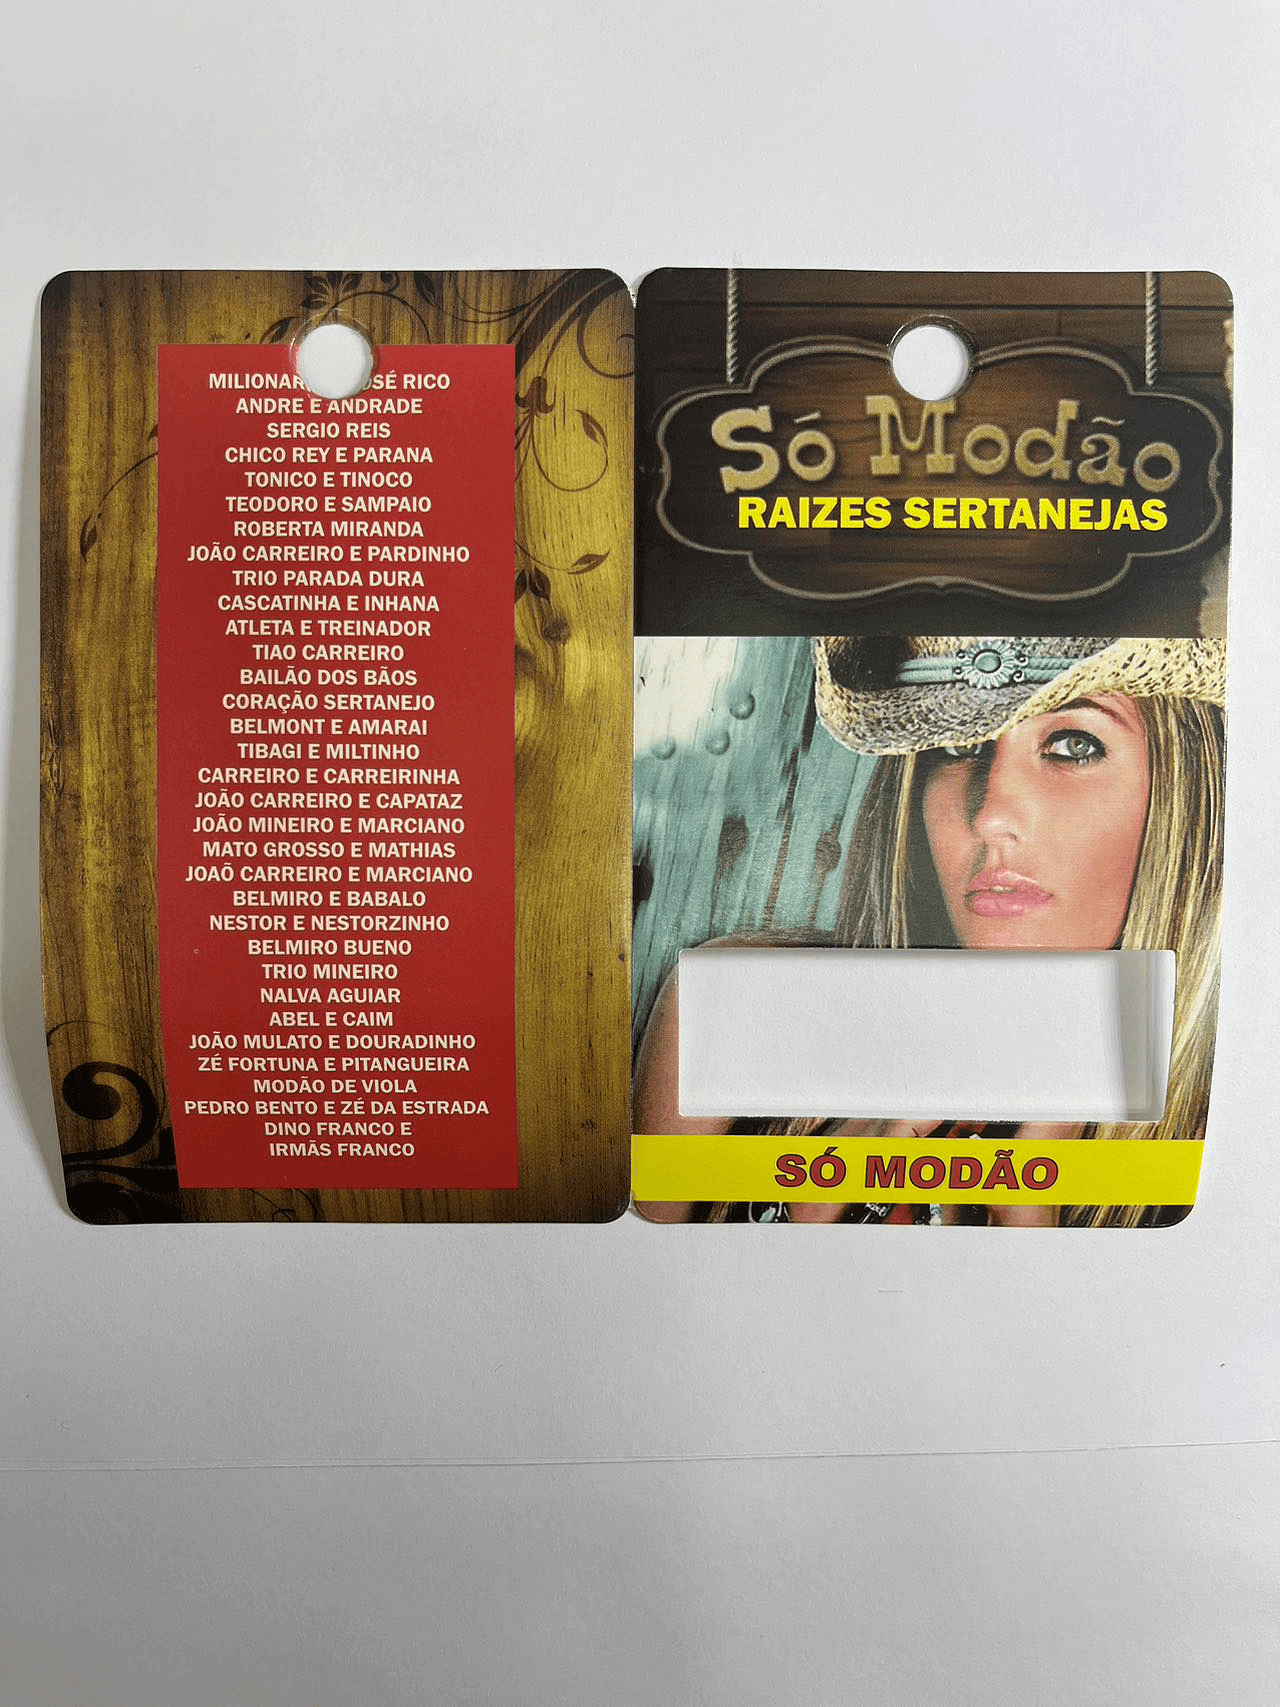 MILIONAR OSÉ RICO
ANDRE E ANDRADE
SERGIO REIS
CHICO REY E PARANA
TONICO E TINOCO
TEODORO E SAMPAIO
ROBERTA MIRANDA
JOÃO CARREIRO E PARDINHO
TRIO PARADA DURA
CASCATINHA E INHANA
ATLETA E TREINADOR
TIAO CARREIRO
BAILÃO DOS BÃOS
CORAÇÃO SERTANEJO
BELMONT E AMARAI
TIBAGI E MILTINHO
CARREIRO E CARREIRINHA
JOÃO CARREIRO E CAPATAZ
JOÃO MINEIRO E MARCIANO
MATO GROSSO E MATHIAS
JOAÕ CARREIRO E MARCIANO
BELMIRO E BABALO
NESTOR E NESTORZINHO
BELMIRO BUENO
TRIO MINEIRO
NALVA AGUIAR
ABEL E CAIM
JOÃO MULATO E DOURADINHO
ZÉ FORTUNA E PITANGUEIRA
MODÃO DE VIOLA
PEDRO BENTO E ZÉ DA ESTRADA
DINO FRANCO E
IRMÃS FRANCO
Só Modão
RAIZES SERTANEJAS
SÓ MODÃO